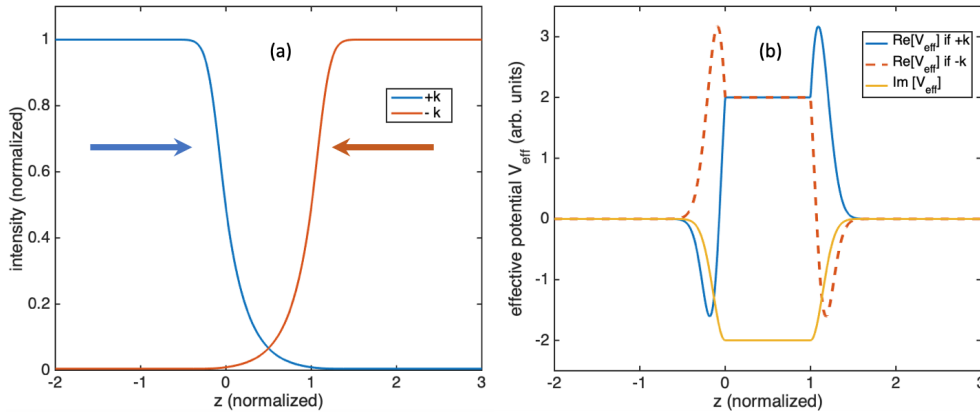 (a)
+k
- k
intensity (normalized)
1
0.8
0.6
0.4
0.2
0
-2
-1
0
1
2
3
z (normalized)
(b)
Re[V_eff] if +k
Re[V_eff] if -k
Im [V_eff]
effective potential V_eff (arb. units)
3
2
1
0
-1
-2
-2
-1
0
1
2
3
z (normalized)